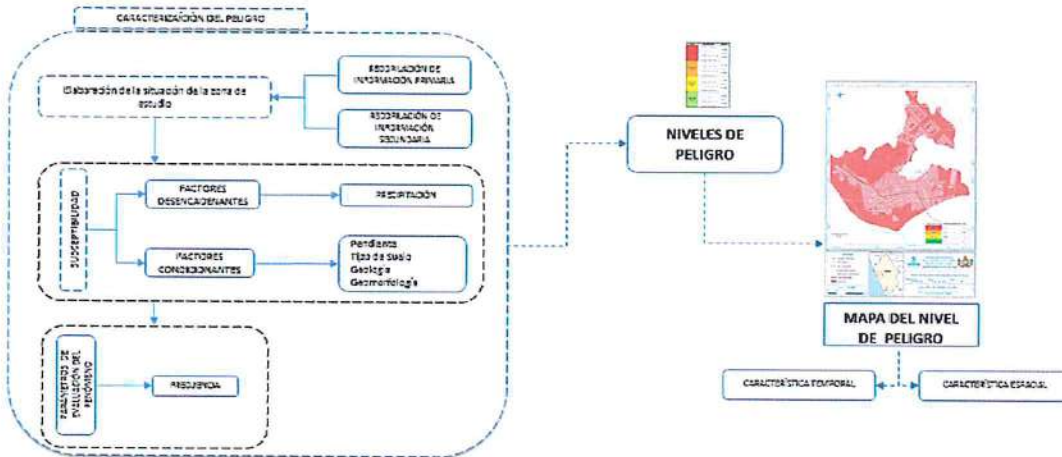 CARACTERIZACIÓN DEL PELIGRO
Elaboración de la situación de la zona de
estudio
RECOPILACIÓN DE
INFORMACIÓN PRIMARIA
RECOPILACIÓN DE
INFORMACIÓN
SECUNDARIA
SUSCEPTIBILIDAD
FACTORES
DESENCADENANTES
PRECIPITACIÓN
FACTORES
CONDICIONANTES
Pendiente
Tipo de Suelo
Geología
Geomorfología
PARÁMETROS DE
EVALUACIÓN DEL
FENÓMENO
FRECUENCIA
NIVELES DE
PELIGRO
MAPA DEL NIVEL
DE PELIGRO
CARACTERÍSTICA TEMPORAL
CARACTERÍSTICA ESPACIAL